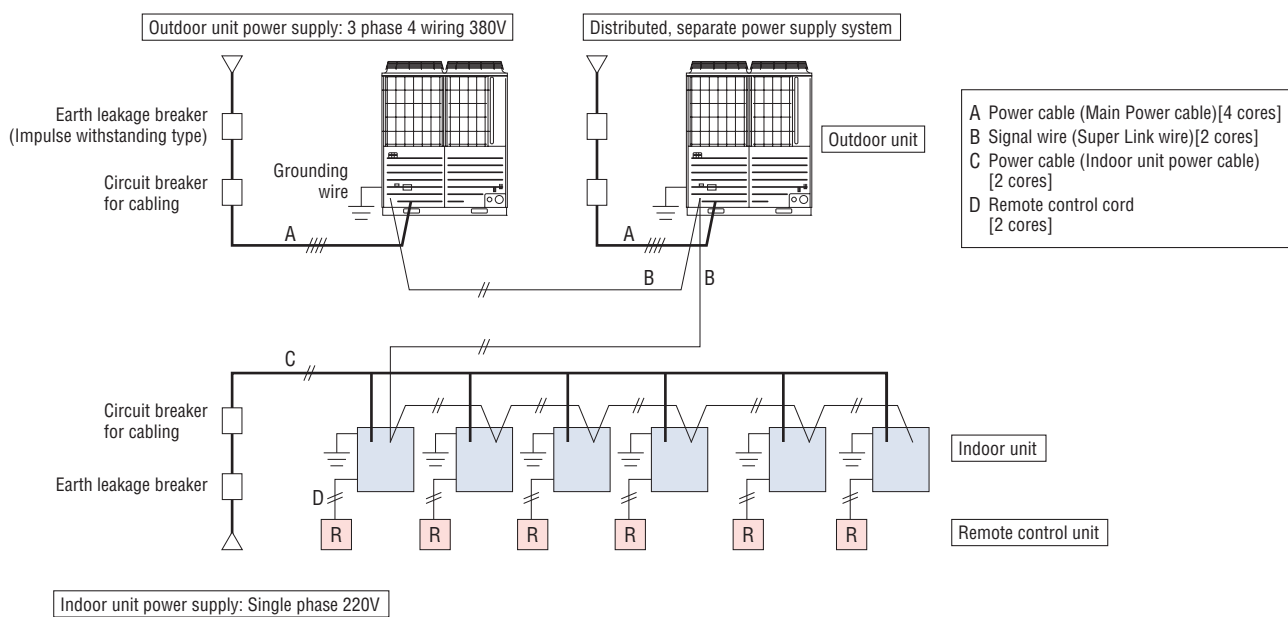 Outdoor unit power supply: 3 phase 4 wiring 380V
Distributed, separate power supply system
Earth leakage breaker
(Impulse withstanding type)
Circuit breaker
for cabling
Grounding
wire
Outdoor unit
A Power cable (Main Power cable)[4 cores]
B Signal wire (Super Link wire)[2 cores]
C Power cable (Indoor unit power cable)
[2 cores]
D Remote control cord
[2 cores]
A
A
B
B
C
Circuit breaker
for cabling
Earth leakage breaker
Indoor unit
D
R
R
R
R
R
R
Remote control unit
Indoor unit power supply: Single phase 220V